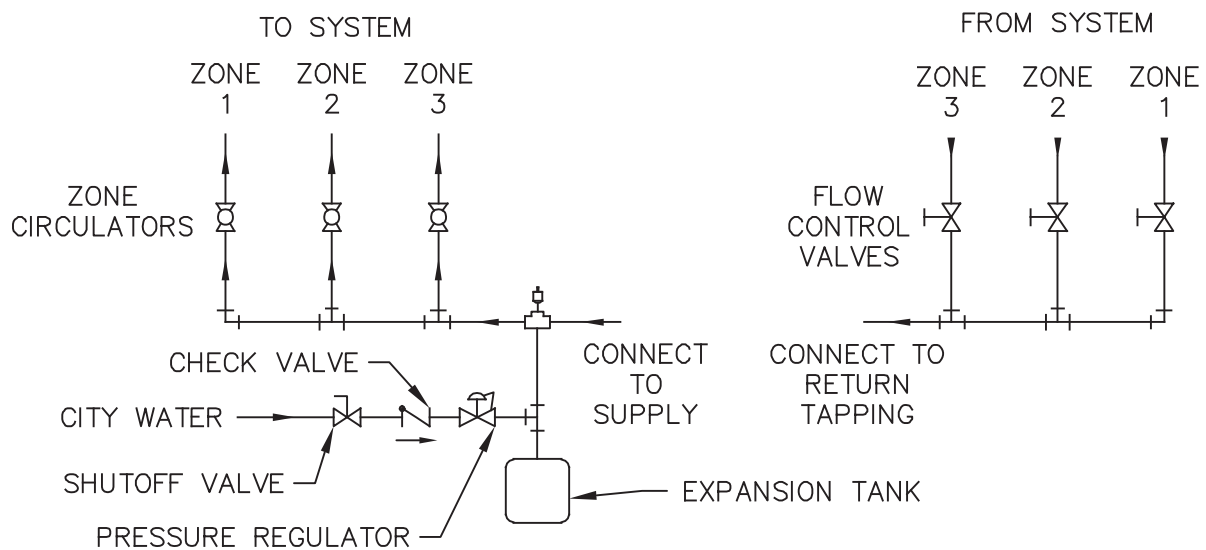 TO SYSTEM
FROM SYSTEM
ZONE
1
ZONE
2
ZONE
3
ZONE
3
ZONE
2
ZONE
1
ZONE
CIRCULATORS
FLOW
CONTROL
VALVES
CHECK VALVE
CONNECT
TO
SUPPLY
CONNECT TO
RETURN
TAPPING
CITY WATER
SHUTOFF VALVE
EXPANSION TANK
PRESSURE REGULATOR